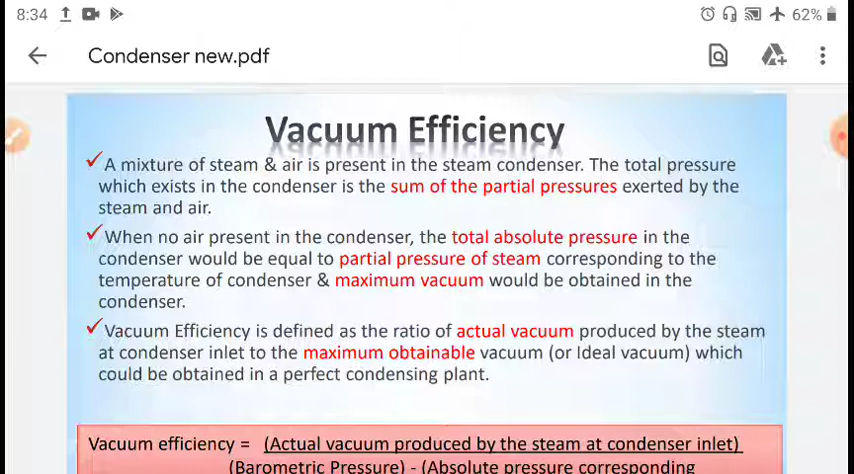 8:34
62%
Condenser new.pdf
Vacuum Efficiency
✓A mixture of steam & air is present in the steam condenser. The total pressure
which exists in the condenser is the sum of the partial pressures exerted by the
steam and air.
✓When no air present in the condenser, the total absolute pressure in the
condenser would be equal to partial pressure of steam corresponding to the
temperature of condenser & maximum vacuum would be obtained in the
condenser.
✓Vacuum Efficiency is defined as the ratio of actual vacuum produced by the steam
at condenser inlet to the maximum obtainable vacuum (or Ideal vacuum) which
could be obtained in a perfect condensing plant.
Vacuum efficiency = (Actual vacuum produced by the steam at condenser inlet)
(Barometric Pressure) - (Absolute pressure corresponding